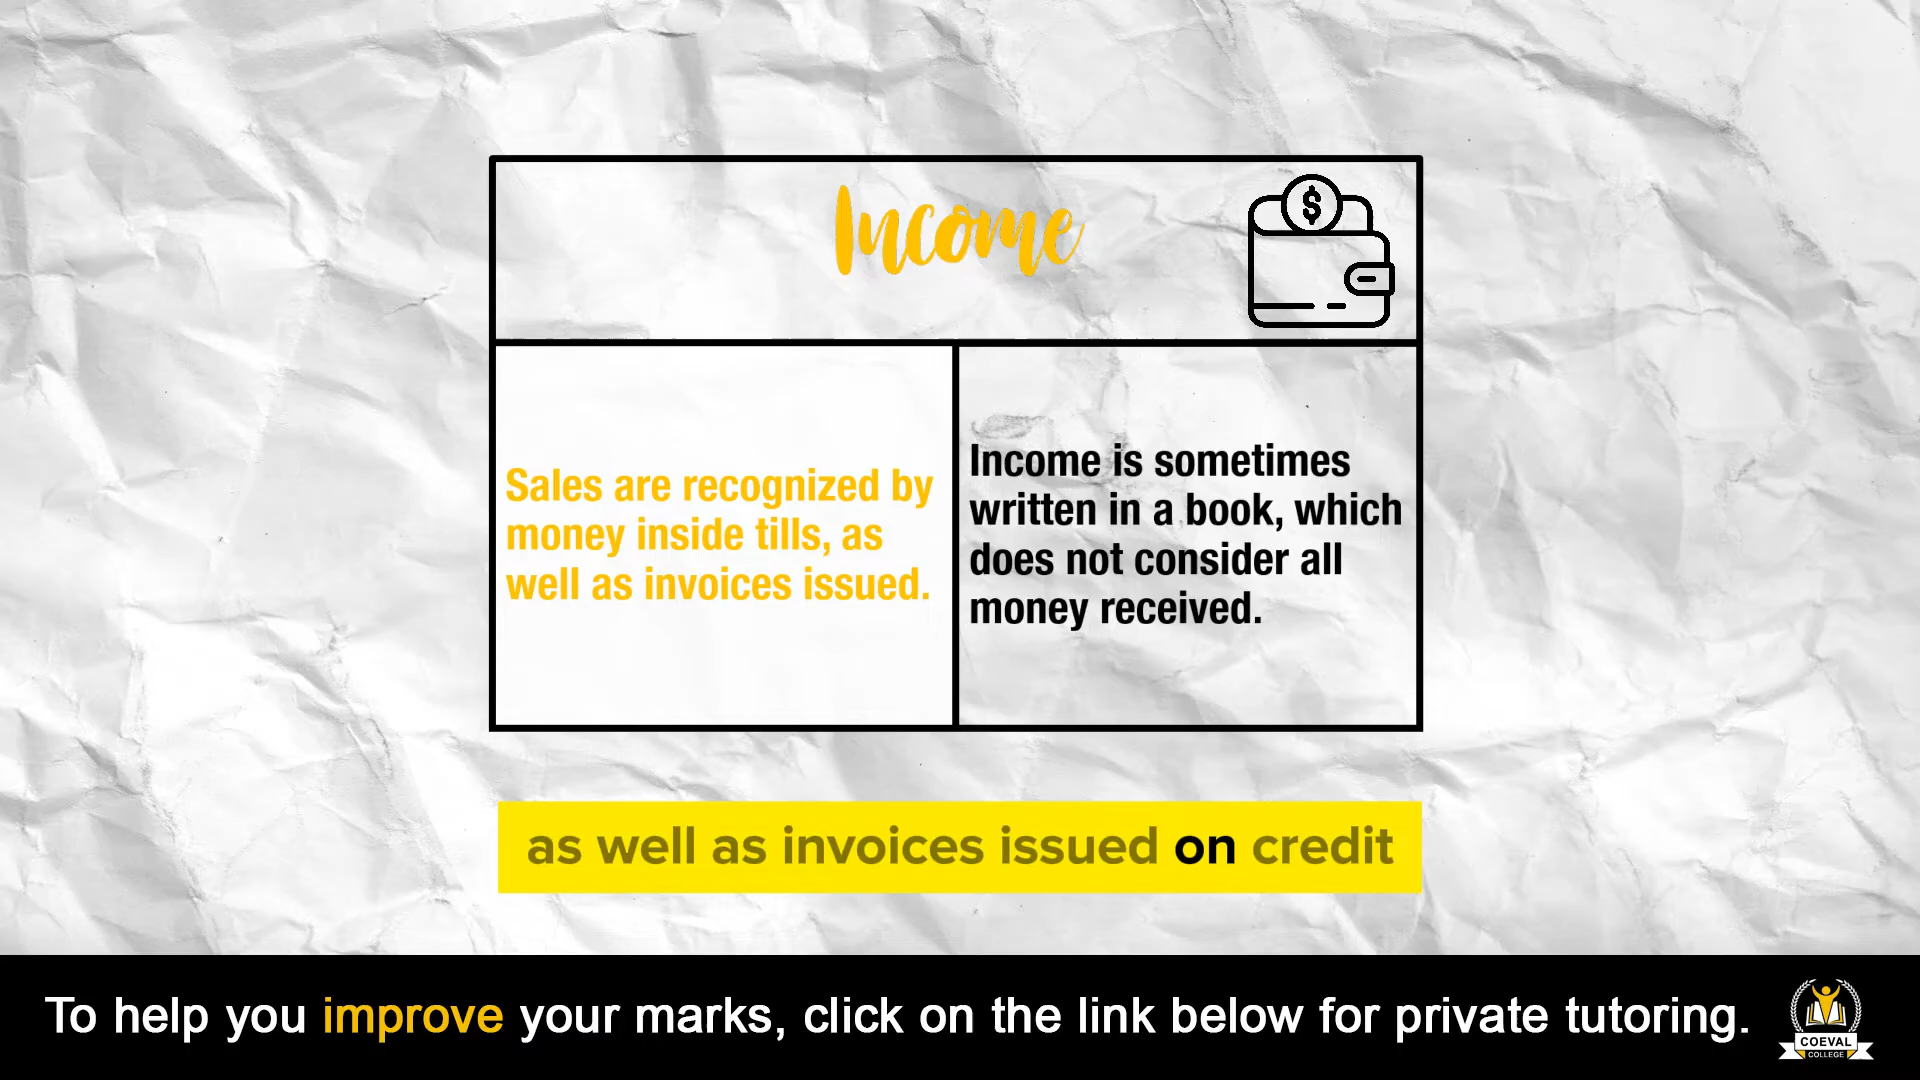 Income
$
Sales are recognized by
money inside tills, as
well as invoices issued.
Income is sometimes
written in a book, which
does not consider all
money received.
as well as invoices issued on credit
To help you improve your marks, click on the link below for private tutoring.
COEVAL
COLLEGE